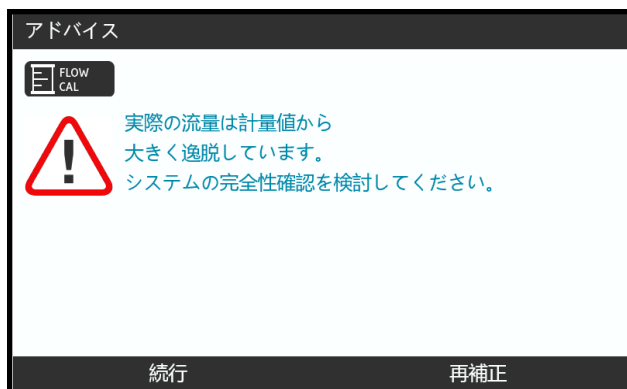 アドバイス
FLOW
CAL
実際の流量は計量値から
大きく逸脱しています。
システムの完全性確認を検討してください。
続行
再補正